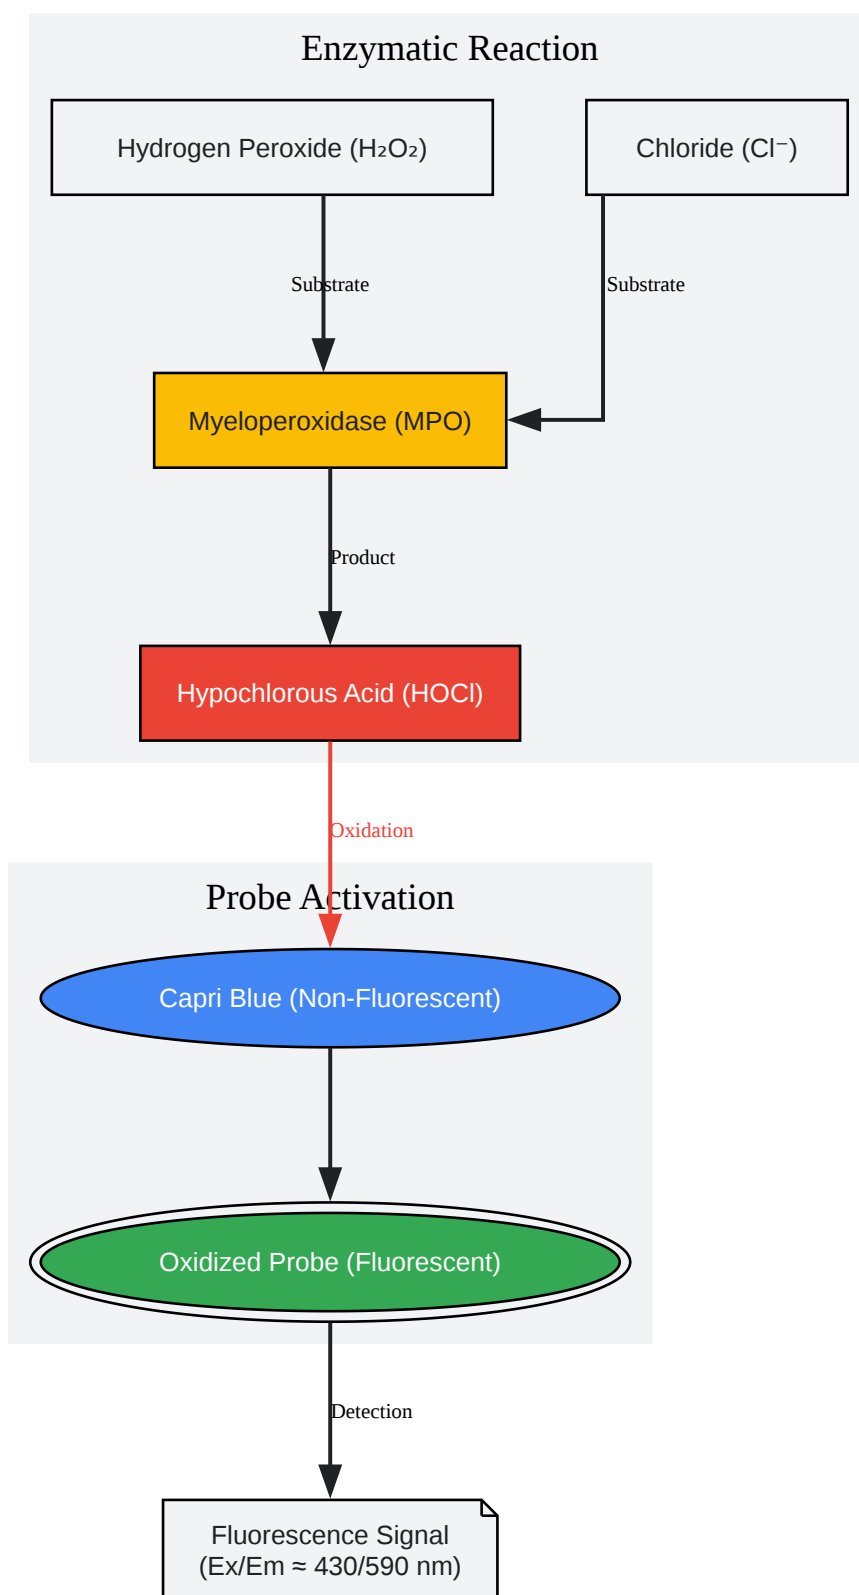 Enzymatic Reaction
Hydrogen Peroxide (H₂O₂)
Chloride (Cl⁻)
Substrate
Substrate
Myeloperoxidase (MPO)
Product
Hypochlorous Acid (HOCl)
Oxidation
Probe Activation
Capri Blue (Non-Fluorescent)
Oxidized Probe (Fluorescent)
Detection
Fluorescence Signal
(Ex/Em ≈ 430/590 nm)